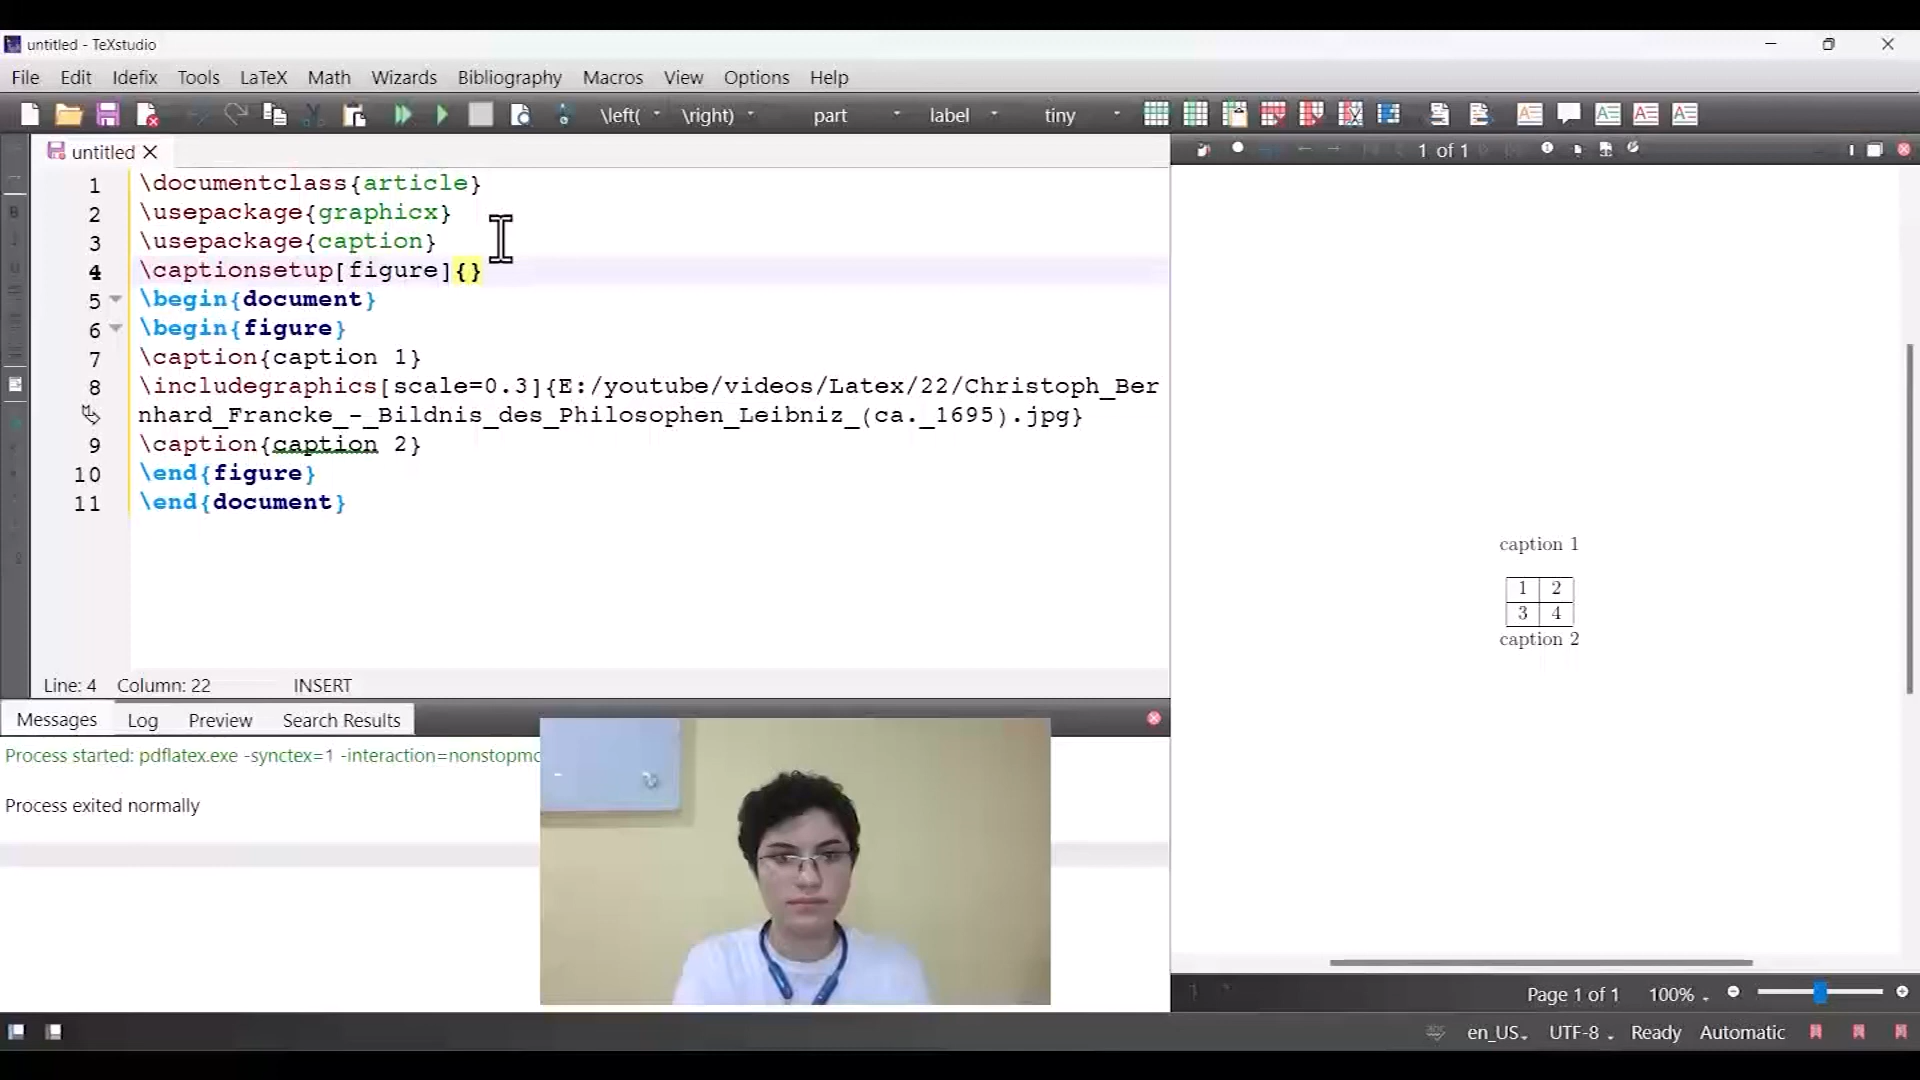 untitled - TeXstudio
File Edit Idefix Tools LaTeX Math Wizards Bibliography Macros View Options Help
\left( \right) part label tiny
untitled
1 of 1
1 \documentclass{article}
2 \usepackage{graphicx}
3 \usepackage{caption}
4 \captionsetup[figure]{}
5 \begin{document}
6 \begin{figure}
7 \caption{caption 1}
8 \includegraphics[scale=0.3]{E:/youtube/videos/Latex/22/Christoph_Ber
nhard_Francke_-_Bildnis_des_Philosophen_Leibniz_(ca._1695).jpg}
9 \caption{caption 2}
10 \end{figure}
11 \end{document}
caption 1
1 2
3 4
caption 2
Line: 4 Column: 22 INSERT
Messages Log Preview Search Results
Process started: pdflatex.exe -synctex=1 -interaction=nonstopmo
Process exited normally
Page 1 of 1 100%
en_US UTF-8 Ready Automatic